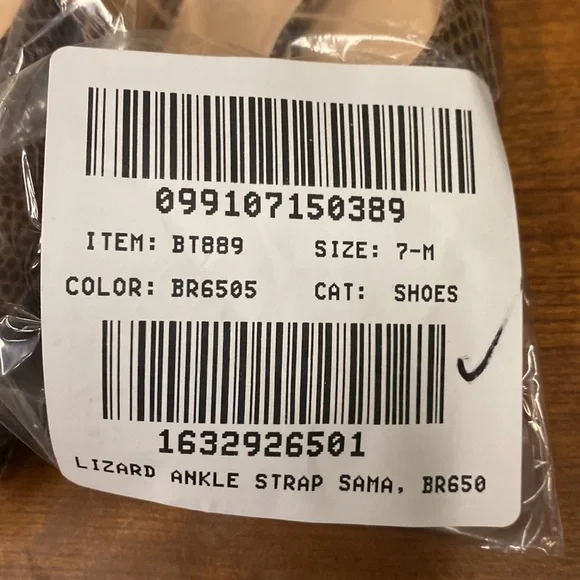 099107150389
ITEM: BT889 SIZE: 7-M
COLOR: BR6505 CAT: SHOES
1632926501
LIZARD ANKLE STRAP SAMA, BR650